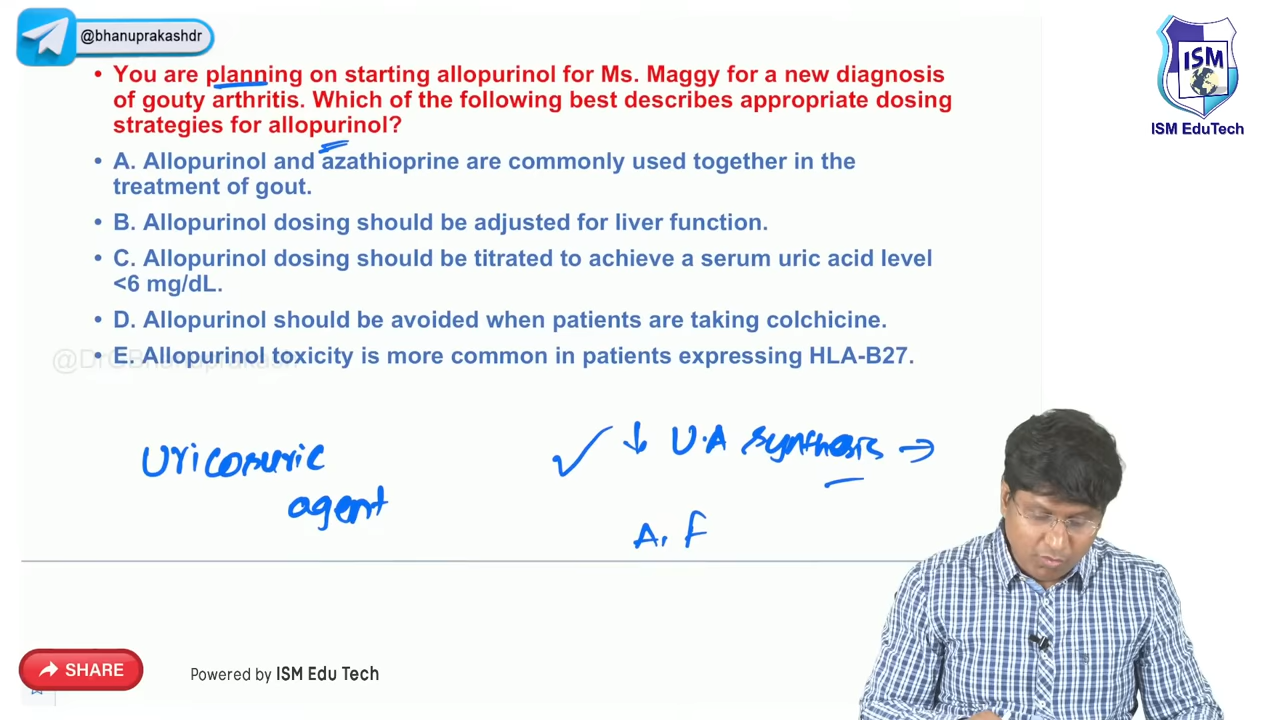 @bhanuprakashdr
ISM
ISM EduTech
• You are planning on starting allopurinol for Ms. Maggy for a new diagnosis
of gouty arthritis. Which of the following best describes appropriate dosing
strategies for allopurinol?
• A. Allopurinol and azathioprine are commonly used together in the
treatment of gout.
• B. Allopurinol dosing should be adjusted for liver function.
• C. Allopurinol dosing should be titrated to achieve a serum uric acid level
<6 mg/dL.
• D. Allopurinol should be avoided when patients are taking colchicine.
• E. Allopurinol toxicity is more common in patients expressing HLA-B27.
@DrGBhanuprakash
Uricosuric
agent
✓ ↓ U.A synthesis →
A, F
SHARE
Powered by ISM Edu Tech